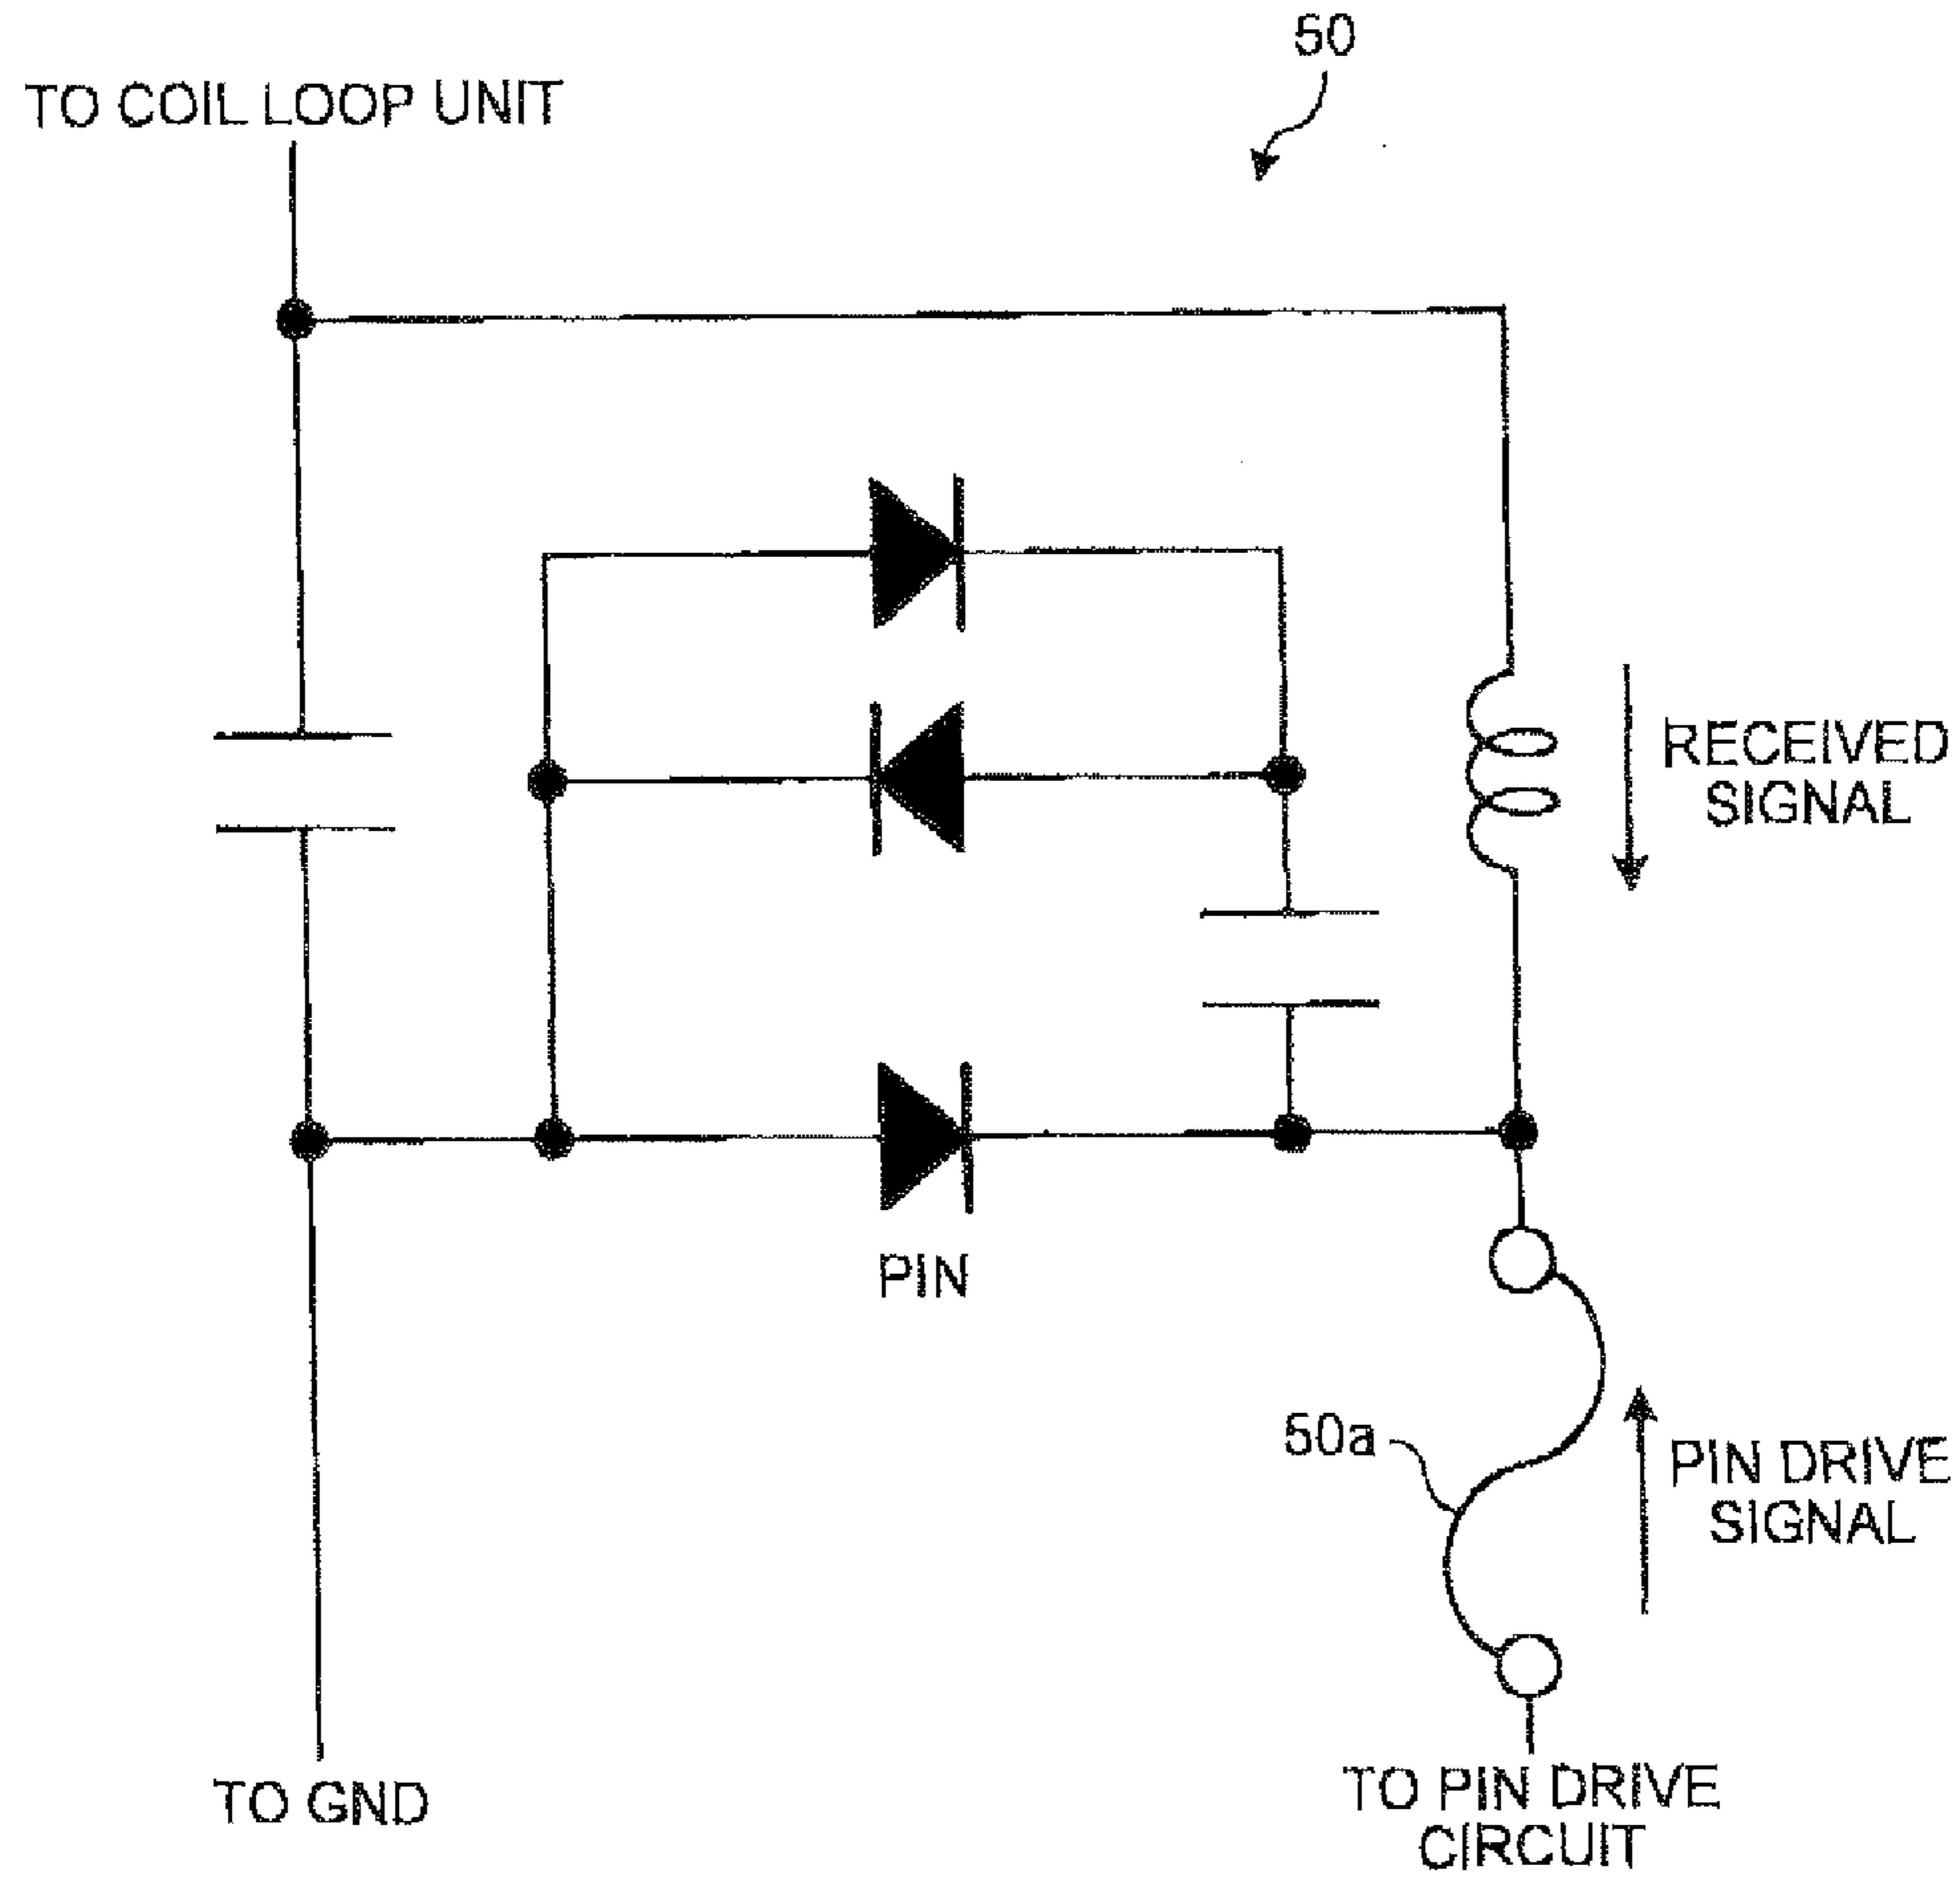 50
TO COIL LOOP UNIT
RECEIVED
SIGNAL
PIN
50a
PIN DRIVE
SIGNAL
TO PIN DRIVE
CIRCUIT
TO GND